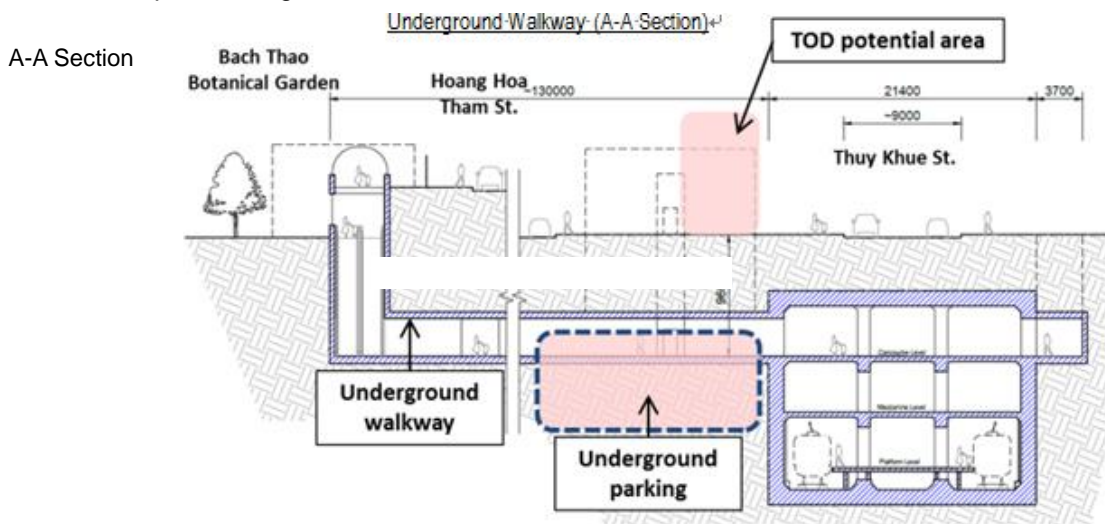 Underground Walkway (A-A Section)
TOD potential area
A-A Section
Bach Thao
Botanical Garden
Hoang Hoa
Tham St.
~130000
21400
3700
~9000
Thuy Khue St.
Concourse Level
Mezzanine Level
Platform Level
Underground
walkway
Underground
parking